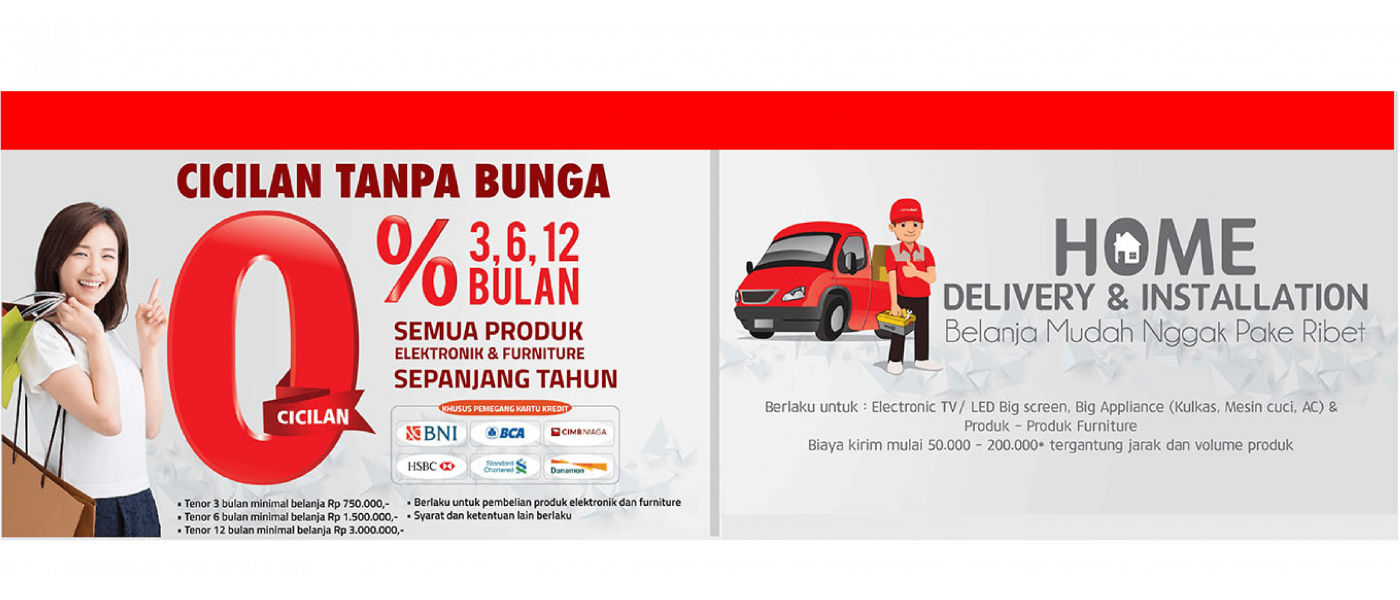 CICILAN TANPA BUNGA
0% 3, 6, 12
BULAN
SEMUA PRODUK
ELEKTRONIK & FURNITURE
SEPANJANG TAHUN
CICILAN
KHUSUS PEMEGANG KARTU KREDIT
BNI BCA CIMB NIAGA
HSBC Standard Chartered Danamon
• Tenor 3 bulan minimal belanja Rp 750.000,-
• Tenor 6 bulan minimal belanja Rp 1.500.000,-
• Tenor 12 bulan minimal belanja Rp 3.000.000,-
• Berlaku untuk pembelian produk elektronik dan furniture
• Syarat dan ketentuan lain berlaku
HOME
DELIVERY & INSTALLATION
Belanja Mudah Nggak Pake Ribet
Berlaku untuk : Electronic TV/ LED Big screen, Big Appliance (Kulkas, Mesin cuci, AC) &
Produk - Produk Furniture
Biaya kirim mulai 50.000 - 200.000* tergantung jarak dan volume produk